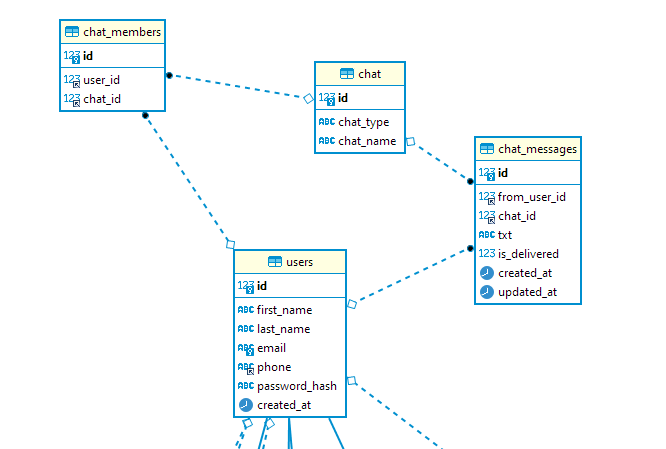 chat_members
123 id
123 user_id
123 chat_id
chat
123 id
ABC chat_type
ABC chat_name
chat_messages
123 id
123 from_user_id
123 chat_id
ABC txt
123 is_delivered
created_at
updated_at
users
123 id
ABC first_name
ABC last_name
ABC email
ABC phone
ABC password_hash
created_at